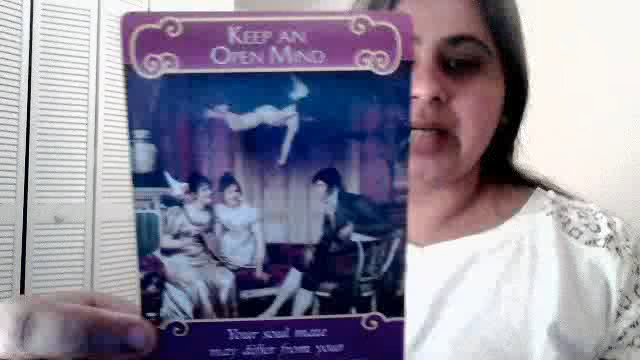 KEEP AN
OPEN MIND
Your soul mate
may differ from your